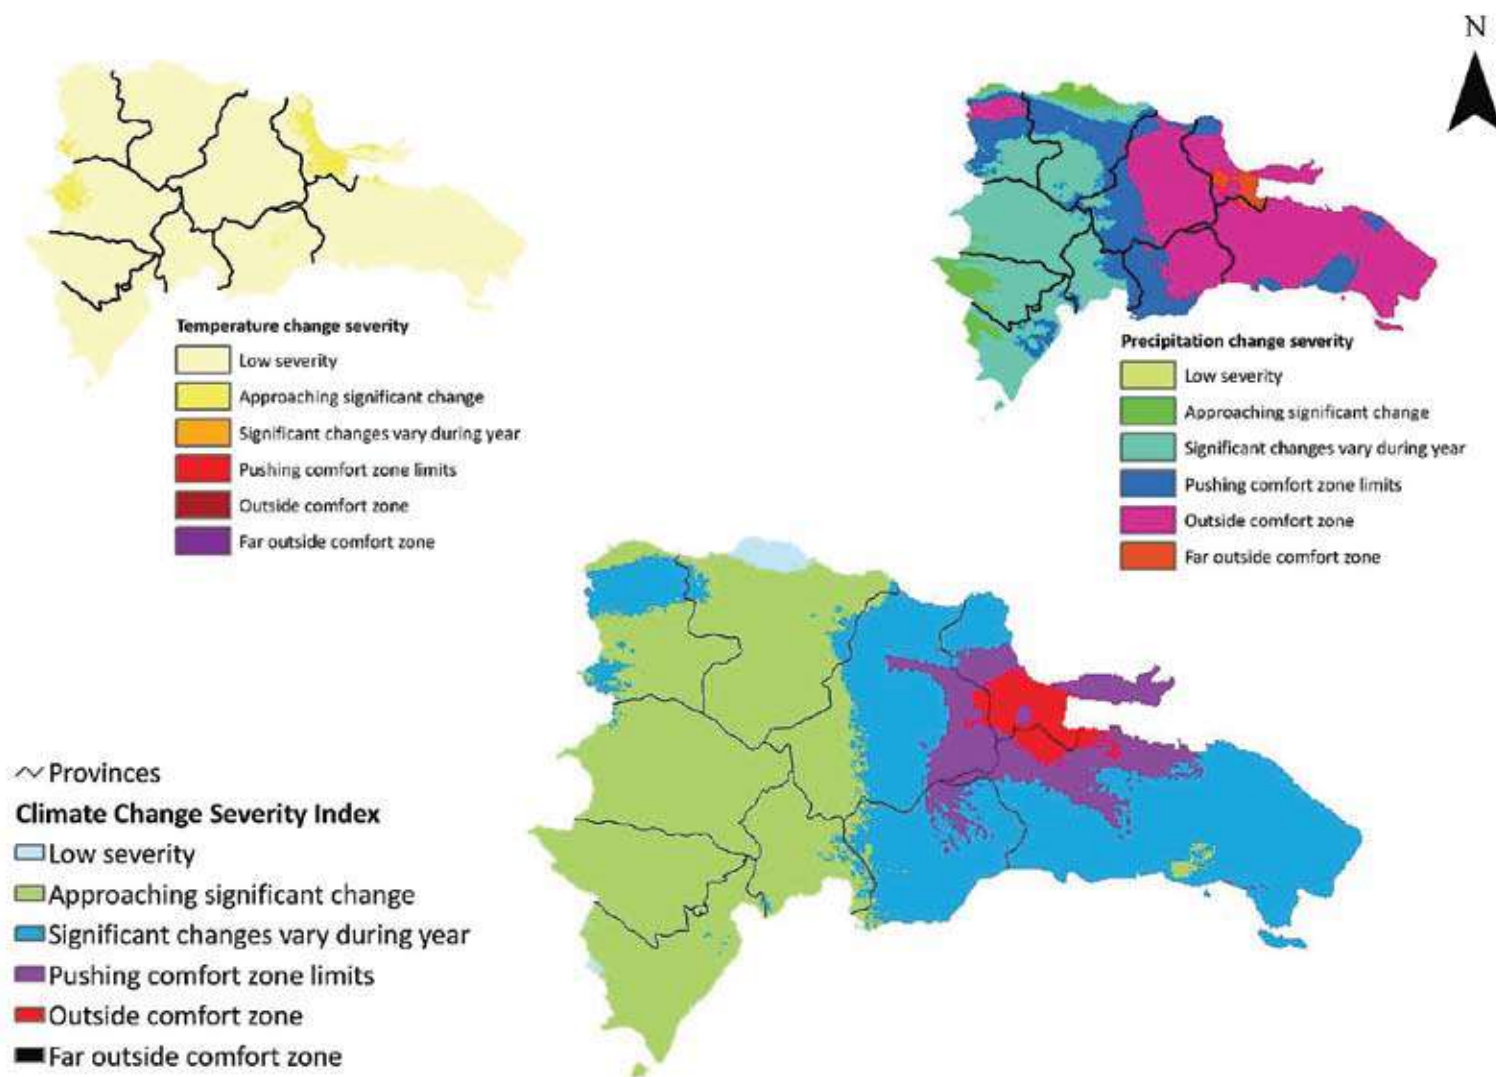 N
Temperature change severity
Low severity
Approaching significant change
Significant changes vary during year
Pushing comfort zone limits
Outside comfort zone
Far outside comfort zone
Precipitation change severity
Low severity
Approaching significant change
Significant changes vary during year
Pushing comfort zone limits
Outside comfort zone
Far outside comfort zone
Provinces
Climate Change Severity Index
Low severity
Approaching significant change
Significant changes vary during year
Pushing comfort zone limits
Outside comfort zone
Far outside comfort zone